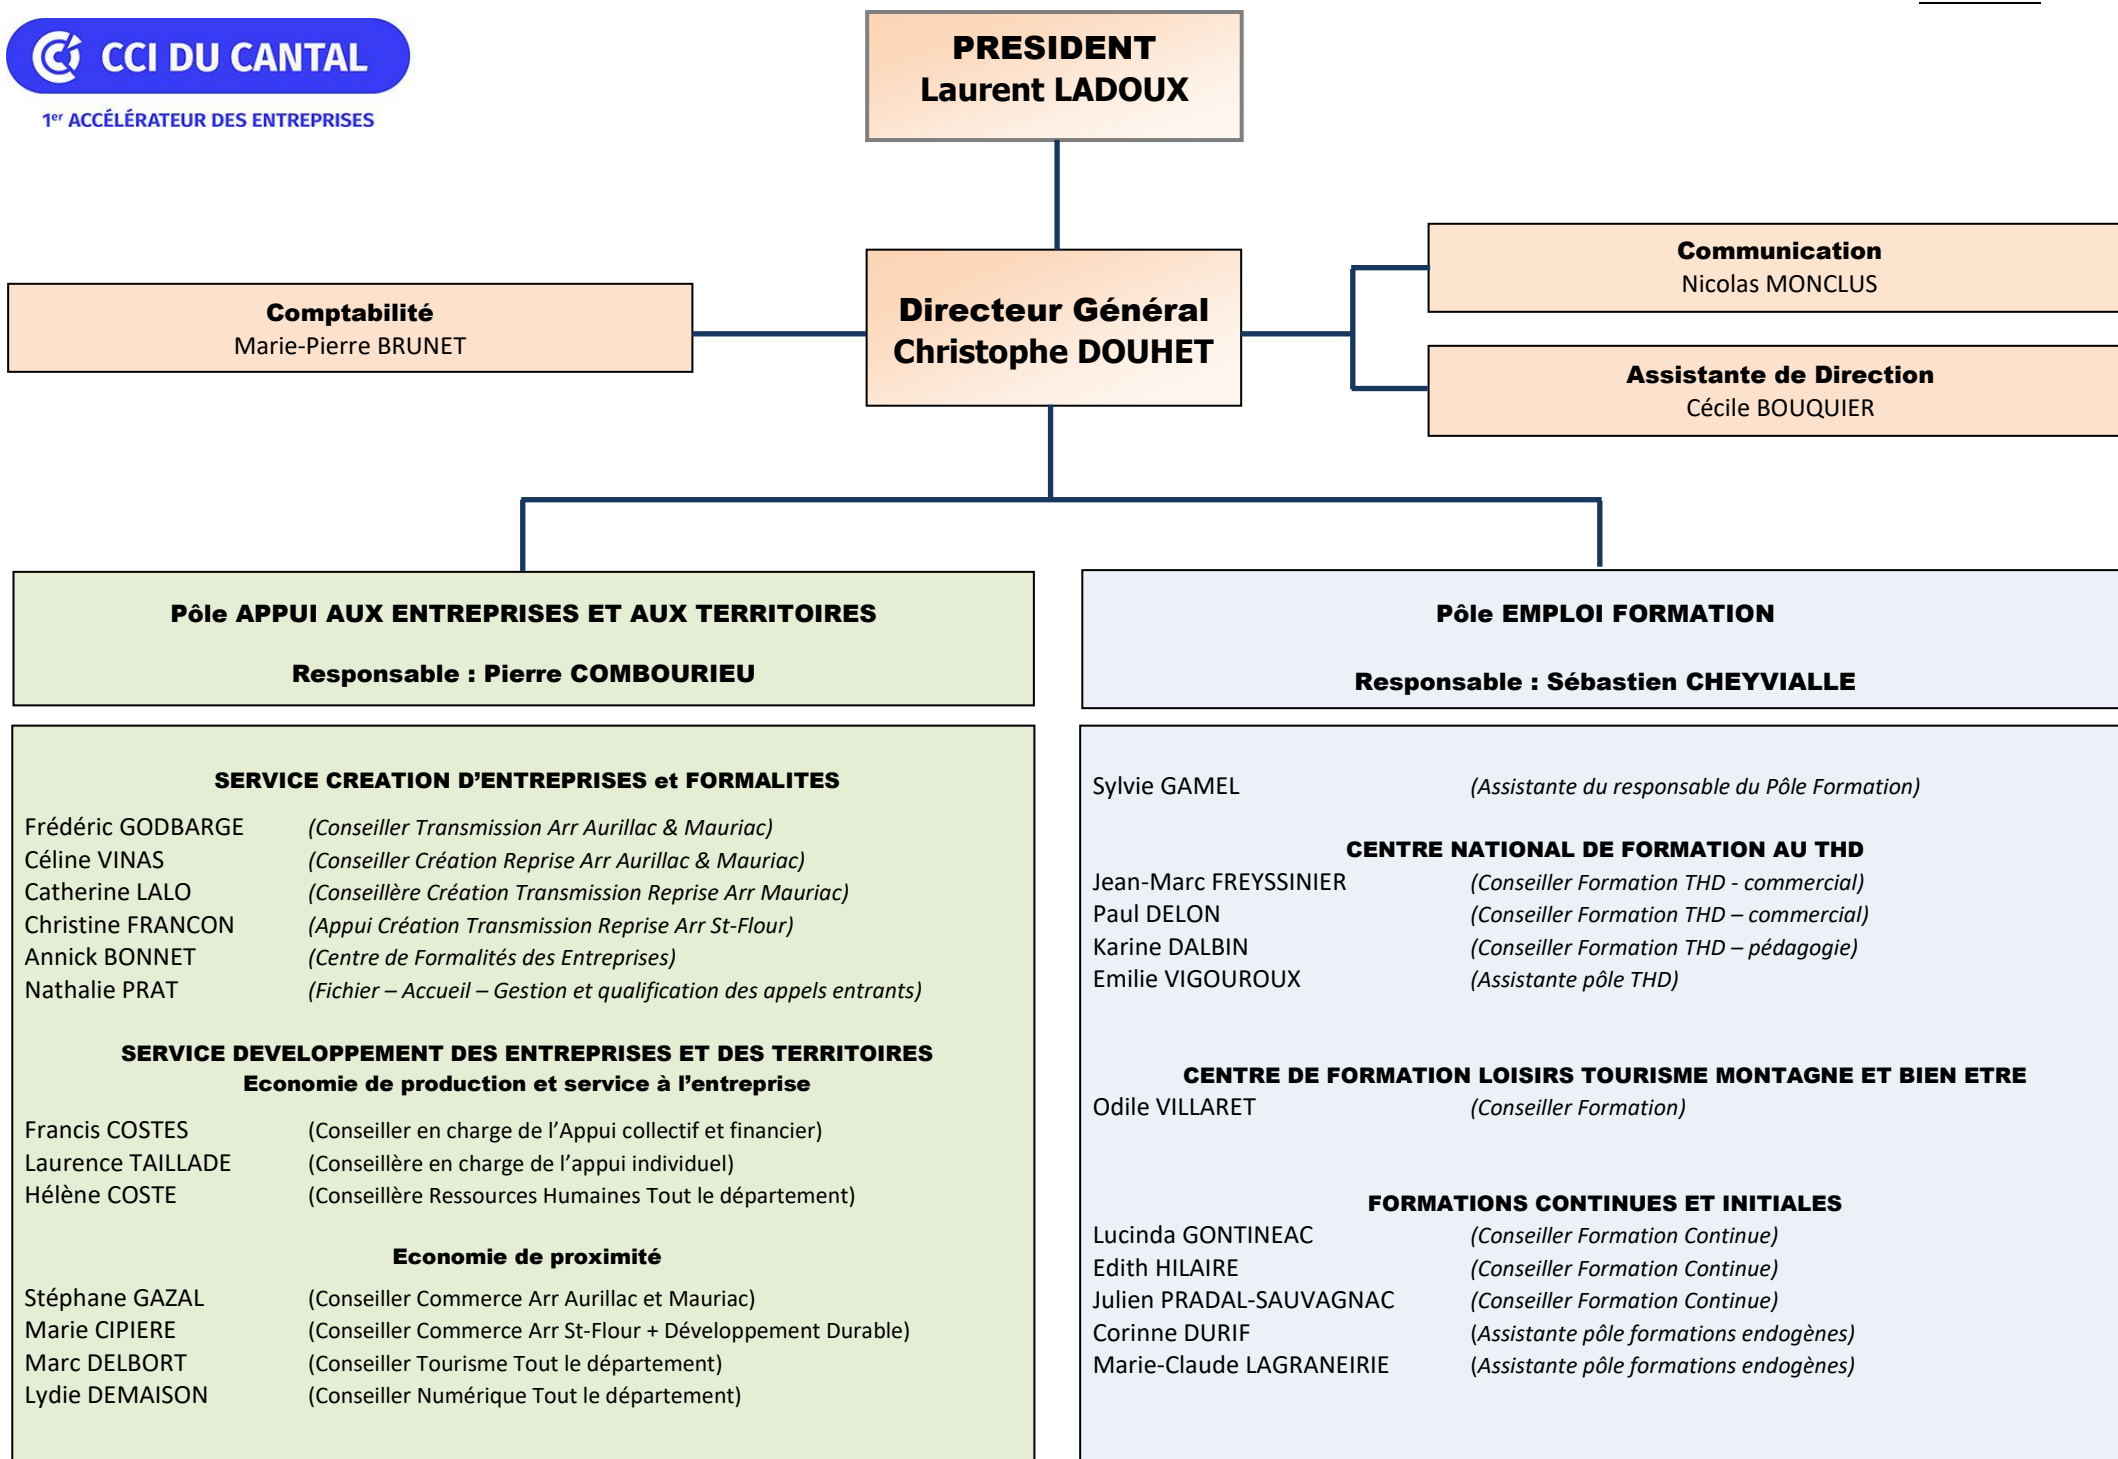 CCI DU CANTAL
1er ACCÉLÉRATEUR DES ENTREPRISES
PRESIDENT
Laurent LADOUX
Comptabilité
Marie-Pierre BRUNET
Directeur Général
Christophe DOUHET
Communication
Nicolas MONCLUS
Assistante de Direction
Cécile BOUQUIER
Pôle APPUI AUX ENTREPRISES ET AUX TERRITOIRES
Responsable : Pierre COMBOURIEU
SERVICE CREATION D’ENTREPRISES et FORMALITES
Frédéric GODBARGE (Conseiller Transmission Arr Aurillac & Mauriac)
Céline VINAS (Conseiller Création Reprise Arr Aurillac & Mauriac)
Catherine LALO (Conseillère Création Transmission Reprise Arr Mauriac)
Christine FRANCON (Appui Création Transmission Reprise Arr St-Flour)
Annick BONNET (Centre de Formalités des Entreprises)
Nathalie PRAT (Fichier – Accueil – Gestion et qualification des appels entrants)
SERVICE DEVELOPPEMENT DES ENTREPRISES ET DES TERRITOIRES
Economie de production et service à l’entreprise
Francis COSTES (Conseiller en charge de l’Appui collectif et financier)
Laurence TAILLADE (Conseillère en charge de l’appui individuel)
Hélène COSTE (Conseillère Ressources Humaines Tout le département)
Economie de proximité
Stéphane GAZAL (Conseiller Commerce Arr Aurillac et Mauriac)
Marie CIPIERE (Conseiller Commerce Arr St-Flour + Développement Durable)
Marc DELBORT (Conseiller Tourisme Tout le département)
Lydie DEMAISON (Conseiller Numérique Tout le département)
Pôle EMPLOI FORMATION
Responsable : Sébastien CHEYVIALLE
Sylvie GAMEL (Assistante du responsable du Pôle Formation)
CENTRE NATIONAL DE FORMATION AU THD
Jean-Marc FREYSSINIER (Conseiller Formation THD - commercial)
Paul DELON (Conseiller Formation THD – commercial)
Karine DALBIN (Conseiller Formation THD – pédagogie)
Emilie VIGOUROUX (Assistante pôle THD)
CENTRE DE FORMATION LOISIRS TOURISME MONTAGNE ET BIEN ETRE
Odile VILLARET (Conseiller Formation)
FORMATIONS CONTINUES ET INITIALES
Lucinda GONTINEAC (Conseiller Formation Continue)
Edith HILAIRE (Conseiller Formation Continue)
Julien PRADAL-SAUVAGNAC (Conseiller Formation Continue)
Corinne DURIF (Assistante pôle formations endogènes)
Marie-Claude LAGRANEIRIE (Assistante pôle formations endogènes)